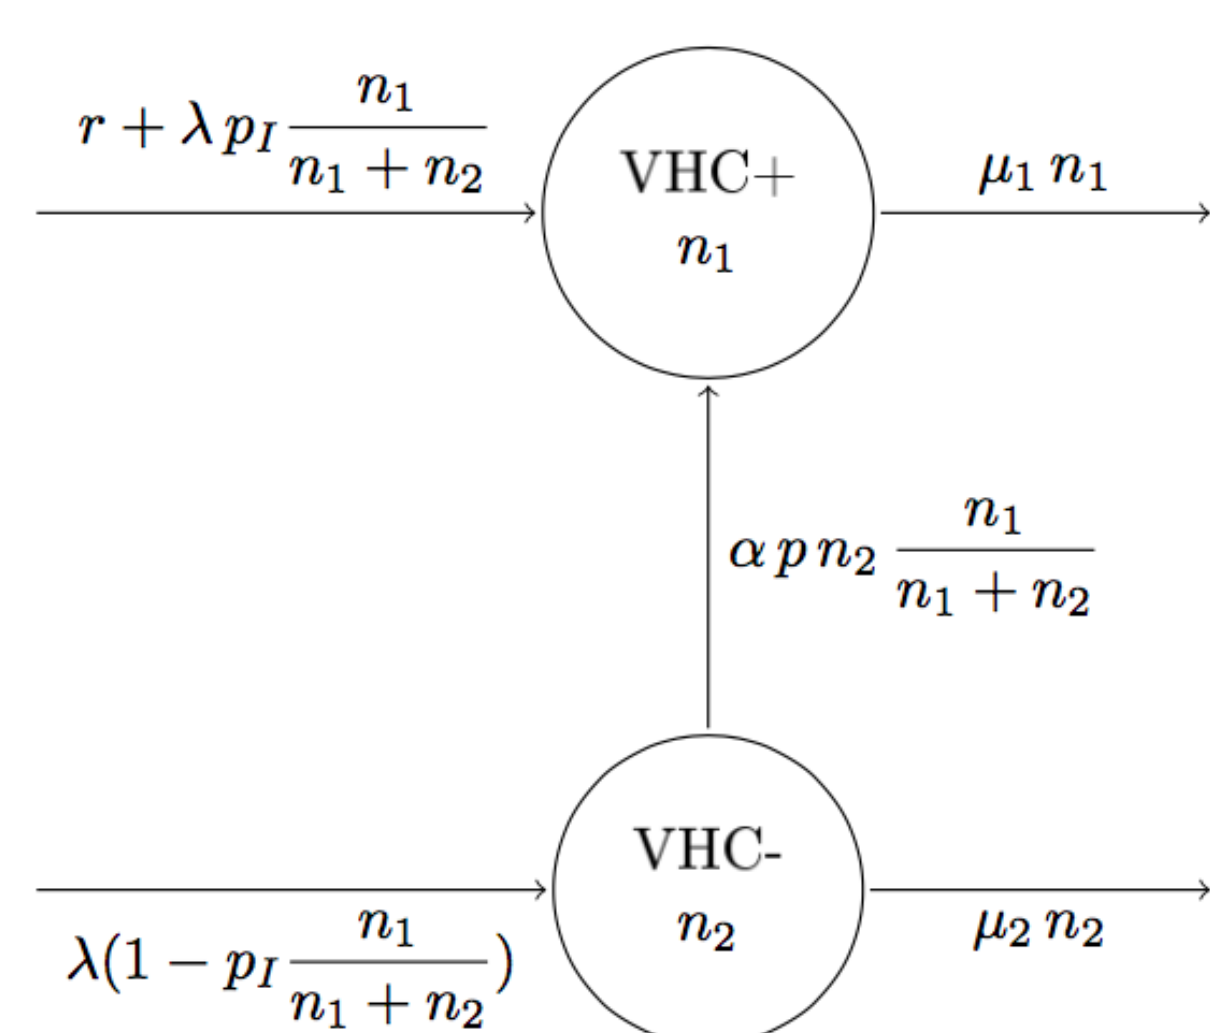 r + λ p_I n_1/(n_1 + n_2)
VHC+
n_1
μ_1 n_1
α p n_2 n_1/(n_1 + n_2)
VHC-
n_2
λ(1 − p_I n_1/(n_1 + n_2))
μ_2 n_2